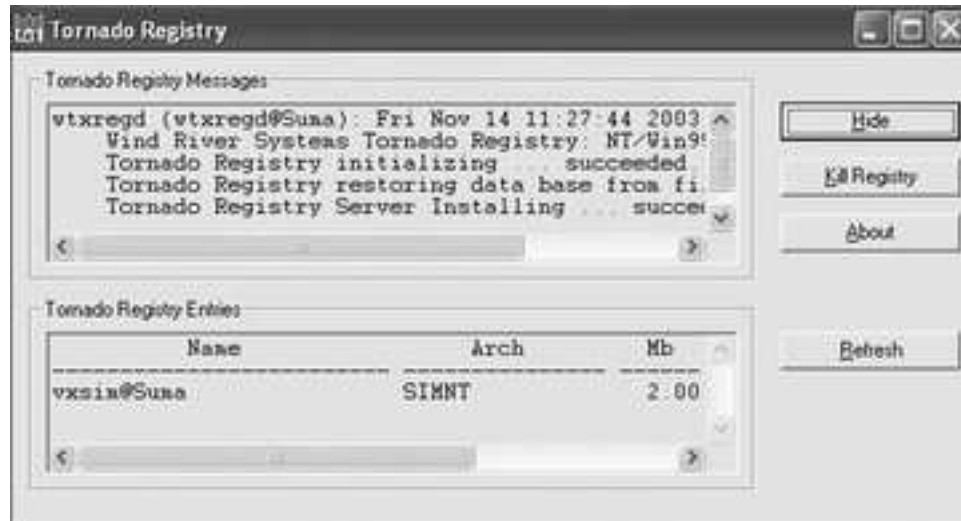 Tornado Registry
Tornado Registry Messages
wtxregd (wtxregd@Suma): Fri Nov 14 11:27:44 2003
Wind River Systems Tornado Registry: NT/Win9
Tornado Registry initializing ... succeeded
Tornado Registry restoring data base from fi
Tornado Registry Server Installing ... succe
Hide
Kill Registry
About
Tornado Registry Entries
Name Arch Mb
------------------------- --------------- ------
vxsim@Suma SIMNT 2.00
Refresh